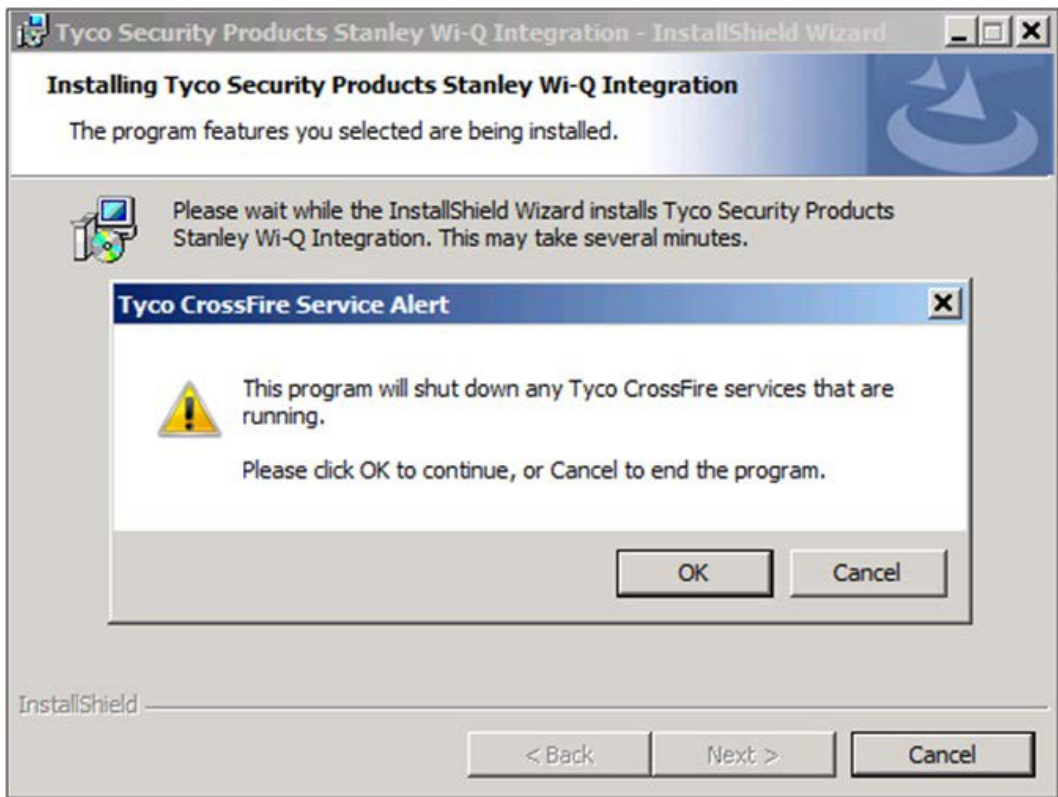 Tyco Security Products Stanley Wi-Q Integration - InstallShield Wizard
Installing Tyco Security Products Stanley Wi-Q Integration
The program features you selected are being installed.
Please wait while the InstallShield Wizard installs Tyco Security Products
Stanley Wi-Q Integration. This may take several minutes.
Tyco CrossFire Service Alert
This program will shut down any Tyco CrossFire services that are
running.
Please click OK to continue, or Cancel to end the program.
OK
Cancel
InstallShield
< Back
Next >
Cancel